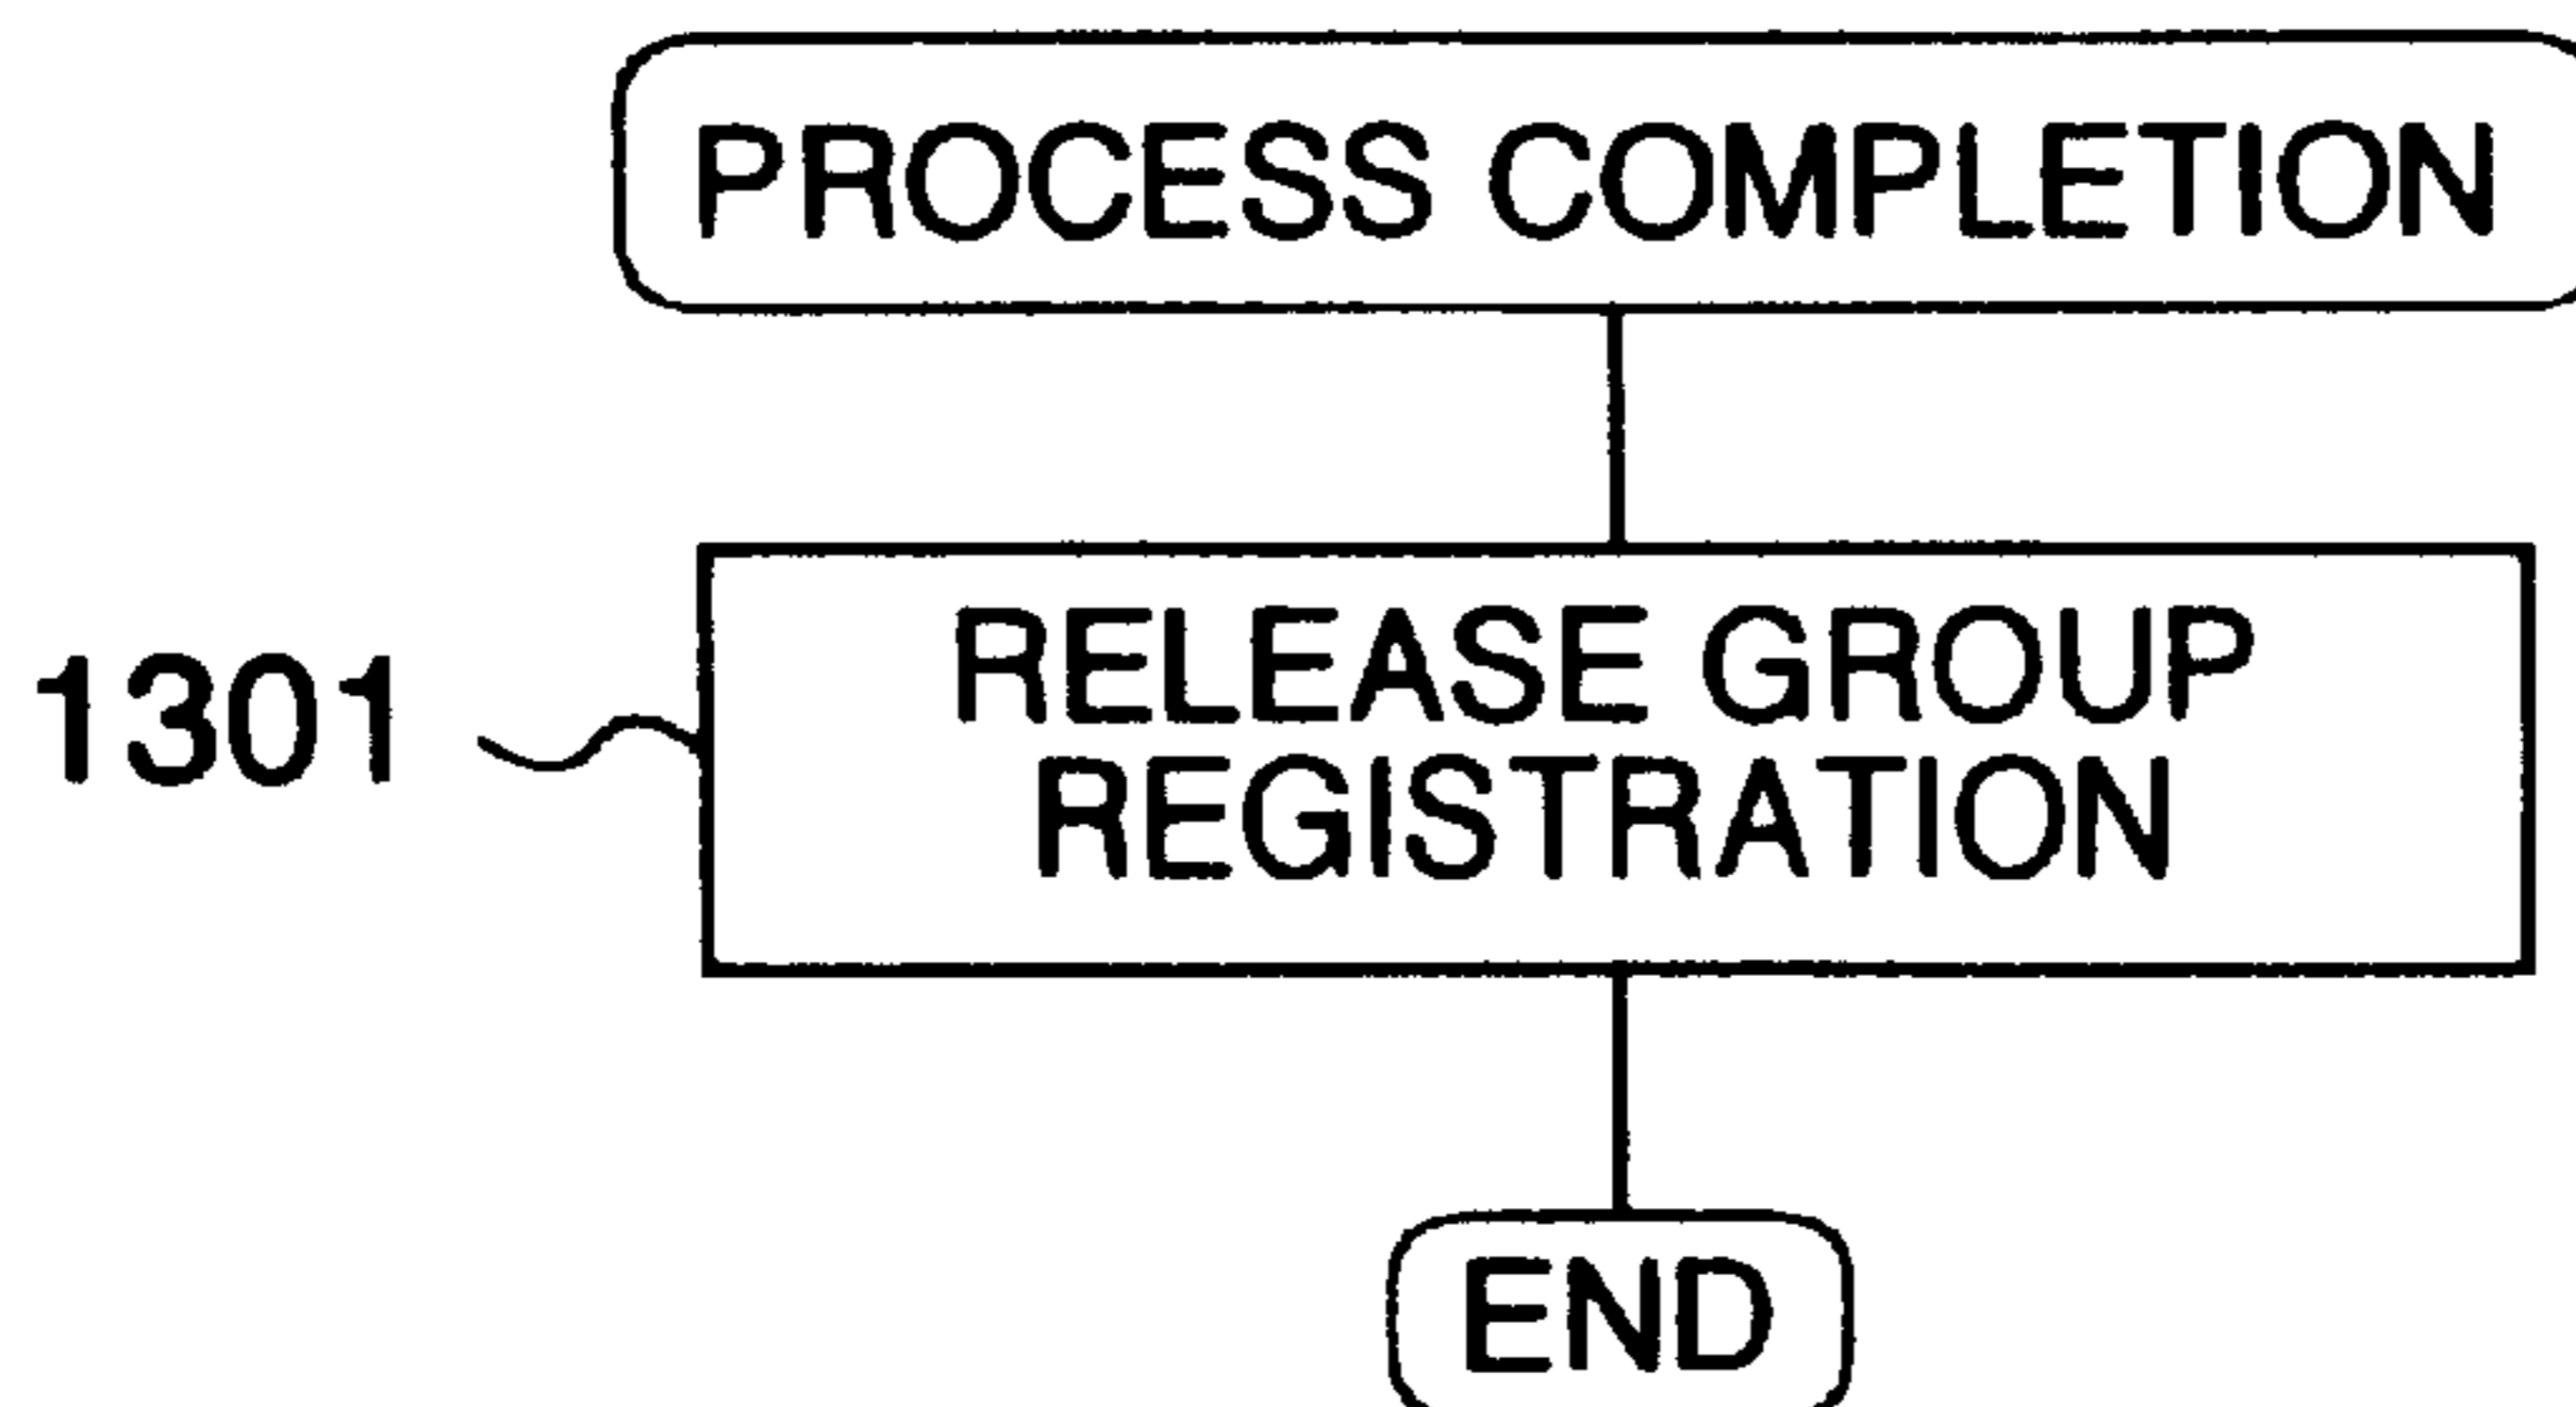 PROCESS COMPLETION
1301
RELEASE GROUP
REGISTRATION
END